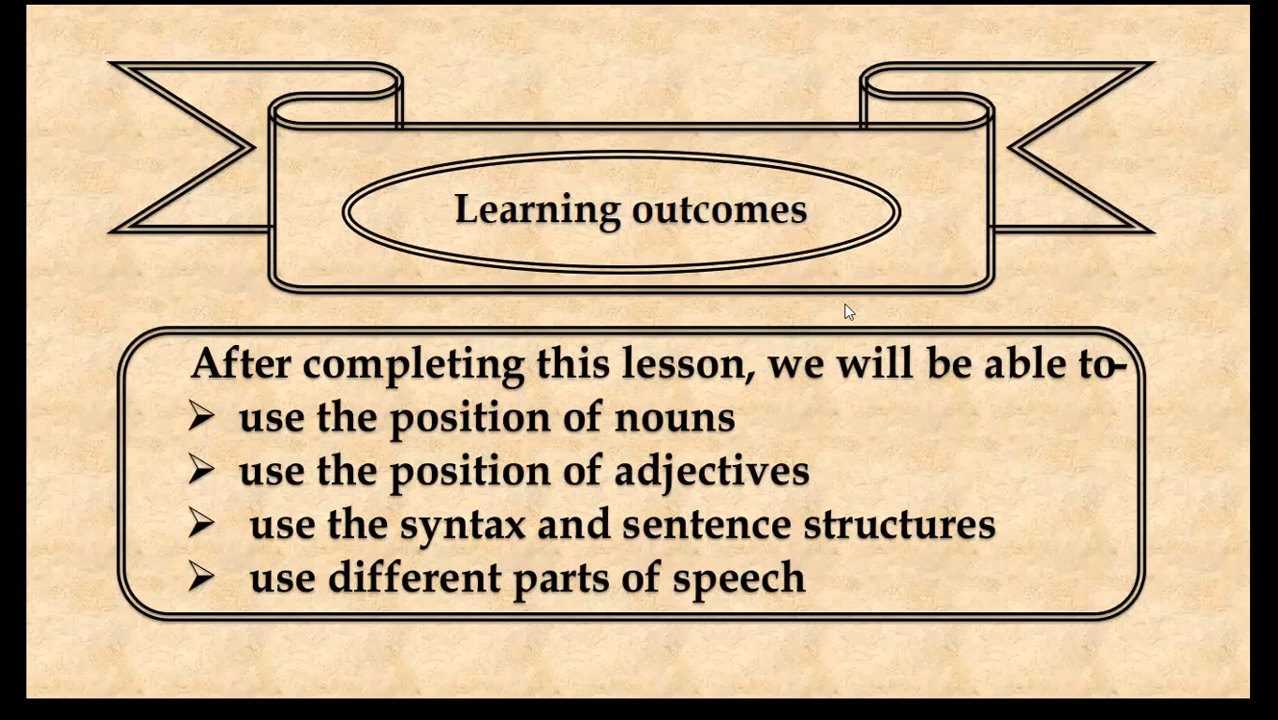 Learning outcomes
After completing this lesson, we will be able to-
➢ use the position of nouns
➢ use the position of adjectives
➢ use the syntax and sentence structures
➢ use different parts of speech